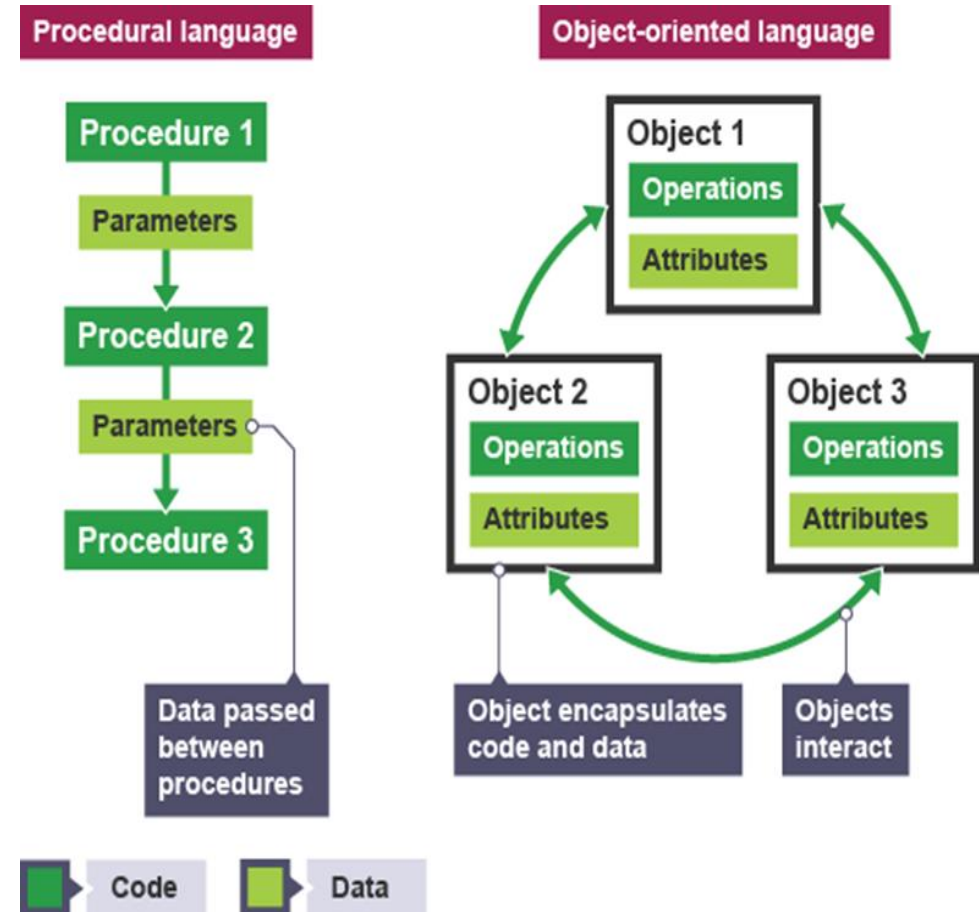 Procedural language
Procedure 1
Parameters
Procedure 2
Parameters
Procedure 3
Data passed
between
procedures
Object-oriented language
Object 1
Operations
Attributes
Object 2
Operations
Attributes
Object 3
Operations
Attributes
Object encapsulates
code and data
Objects
interact
Code
Data